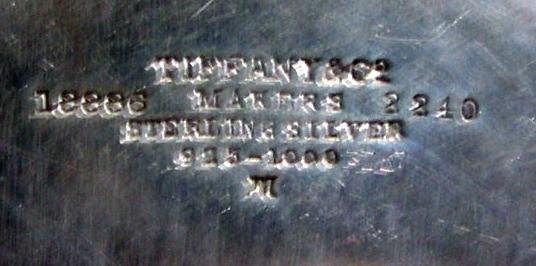 TIFFANY & Co
18886 MAKERS 2240
STERLING SILVER
925-1000
M